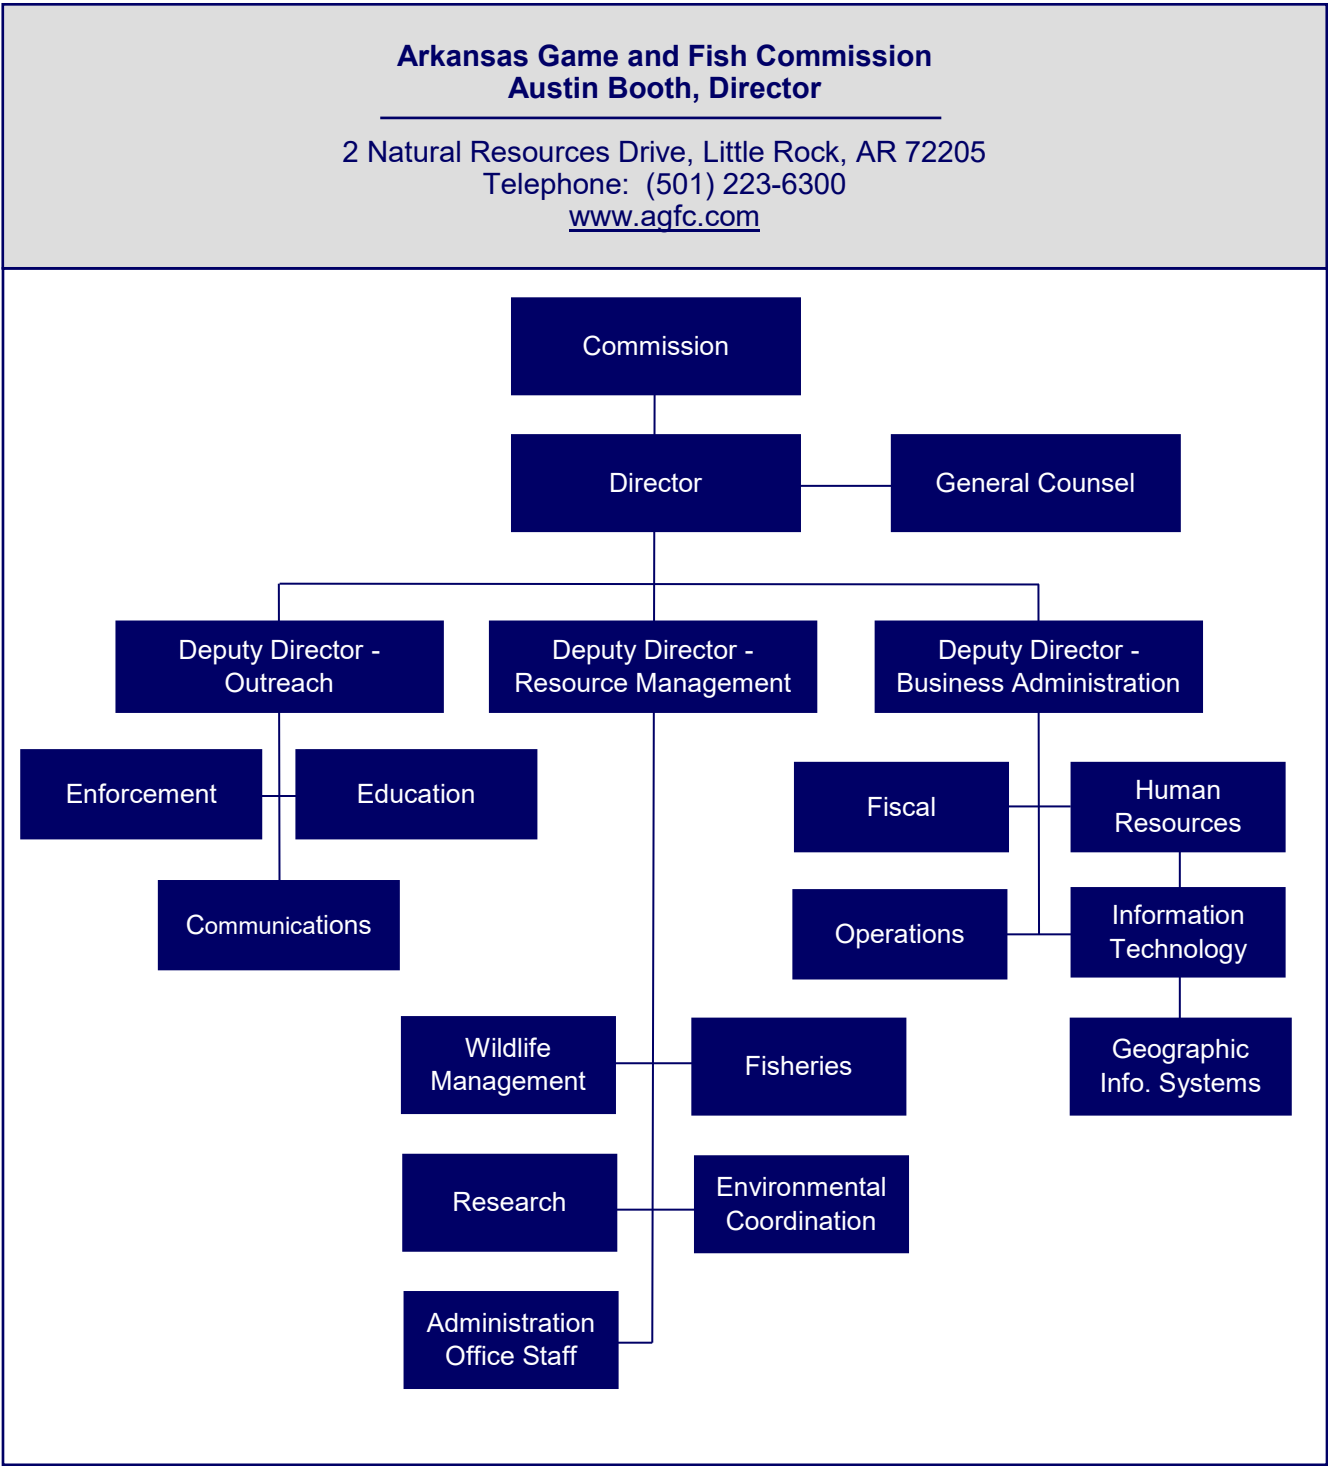 Arkansas Game and Fish Commission
Austin Booth, Director
2 Natural Resources Drive, Little Rock, AR 72205
Telephone:  (501) 223-6300
www.agfc.com
Commission
Director
General Counsel
Deputy Director -
Outreach
Deputy Director -
Resource Management
Deputy Director -
Business Administration
Enforcement
Education
Communications
Fiscal
Human
Resources
Operations
Information
Technology
Geographic
Info. Systems
Wildlife
Management
Fisheries
Research
Environmental
Coordination
Administration
Office Staff